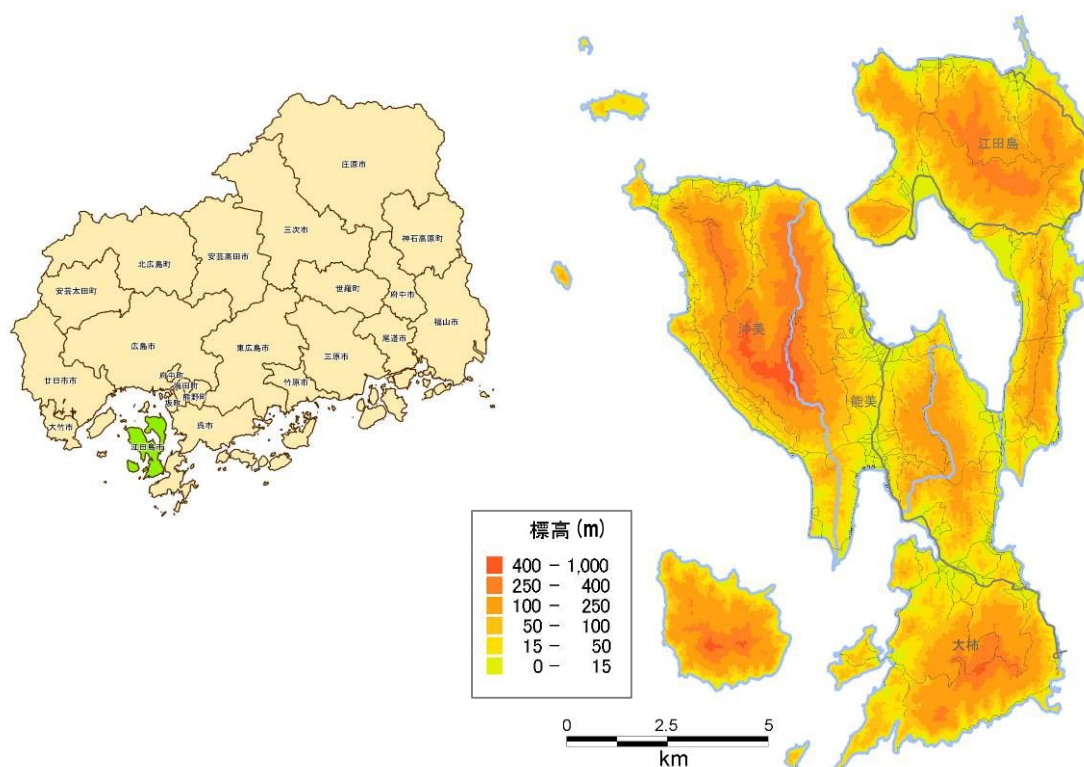 庄原市
三次市
神石高原町
北広島町
安芸高田市
安芸太田町
世羅町
府中市
福山市
広島市
東広島市
三原市
尾道市
府中町
海田町
廿日市市
竹原市
坂町
熊野町
大竹市
呉市
江田島市
江田島
沖美
能美
大柿
標高(m)
400 – 1,000
250 – 400
100 – 250
50 – 100
15 – 50
0 – 15
0 2.5 5
km